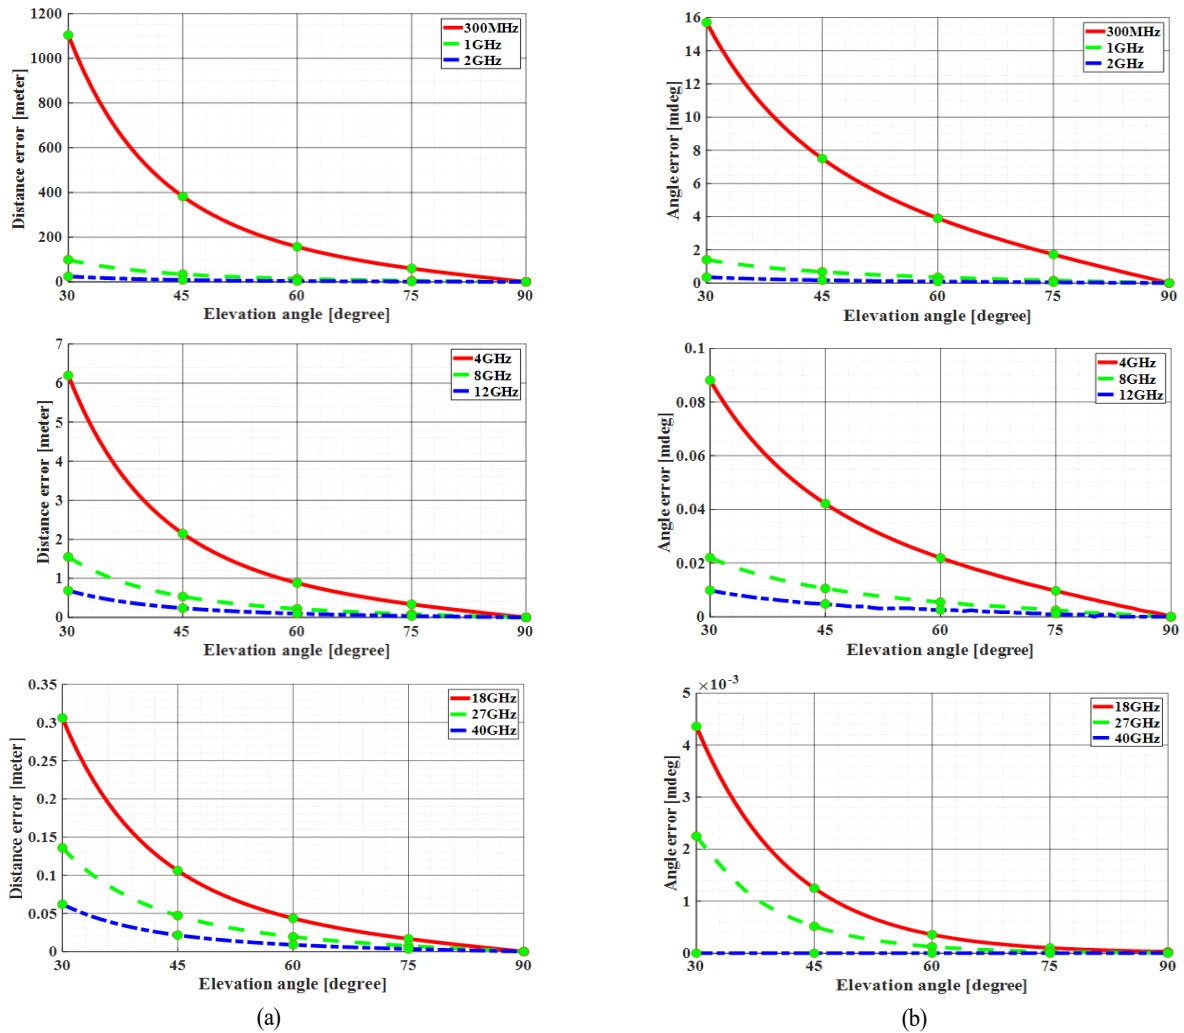 1200
1000
800
600
400
200
0
30 45 60 75 90
Distance error [meter]
Elevation angle [degree]
300MHz
1GHz
2GHz
16
14
12
10
8
6
4
2
0
30 45 60 75 90
Angle error [mdeg]
Elevation angle [degree]
300MHz
1GHz
2GHz
7
6
5
4
3
2
1
0
30 45 60 75 90
Distance error [meter]
Elevation angle [degree]
4GHz
8GHz
12GHz
0.1
0.08
0.06
0.04
0.02
0
30 45 60 75 90
Angle error [mdeg]
Elevation angle [degree]
4GHz
8GHz
12GHz
0.35
0.3
0.25
0.2
0.15
0.1
0.05
0
30 45 60 75 90
Distance error [meter]
Elevation angle [degree]
18GHz
27GHz
40GHz
×10⁻³
5
4
3
2
1
0
30 45 60 75 90
Angle error [mdeg]
Elevation angle [degree]
18GHz
27GHz
40GHz
(a)
(b)